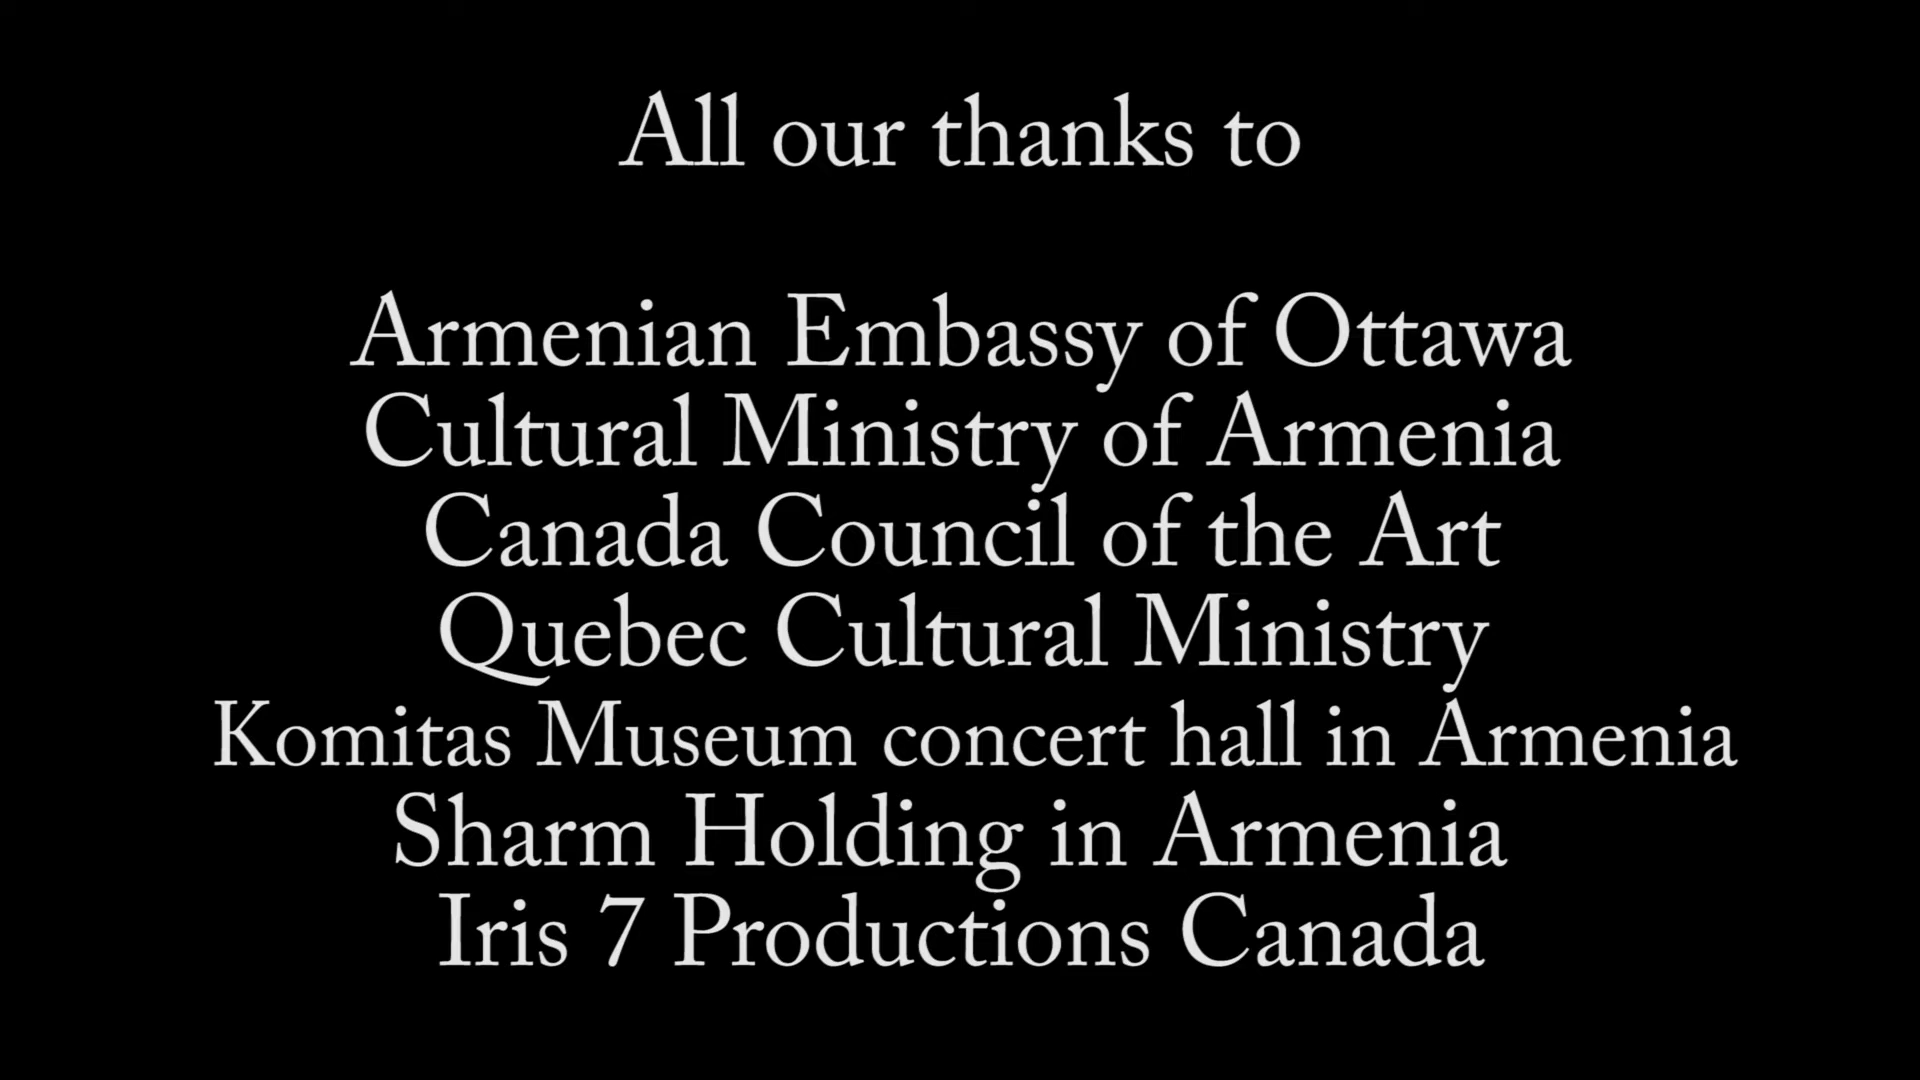 All our thanks to
Armenian Embassy of Ottawa
Cultural Ministry of Armenia
Canada Council of the Art
Quebec Cultural Ministry
Komitas Museum concert hall in Armenia
Sharm Holding in Armenia
Iris 7 Productions Canada